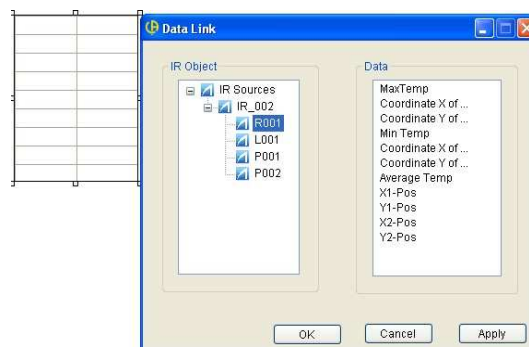 Data Link
IR Object
IR Sources
IR_002
R001
L001
P001
P002
Data
MaxTemp
Coordinate X of ...
Coordinate Y of ...
Min Temp
Coordinate X of ...
Coordinate Y of ...
Average Temp
X1-Pos
Y1-Pos
X2-Pos
Y2-Pos
OK
Cancel
Apply